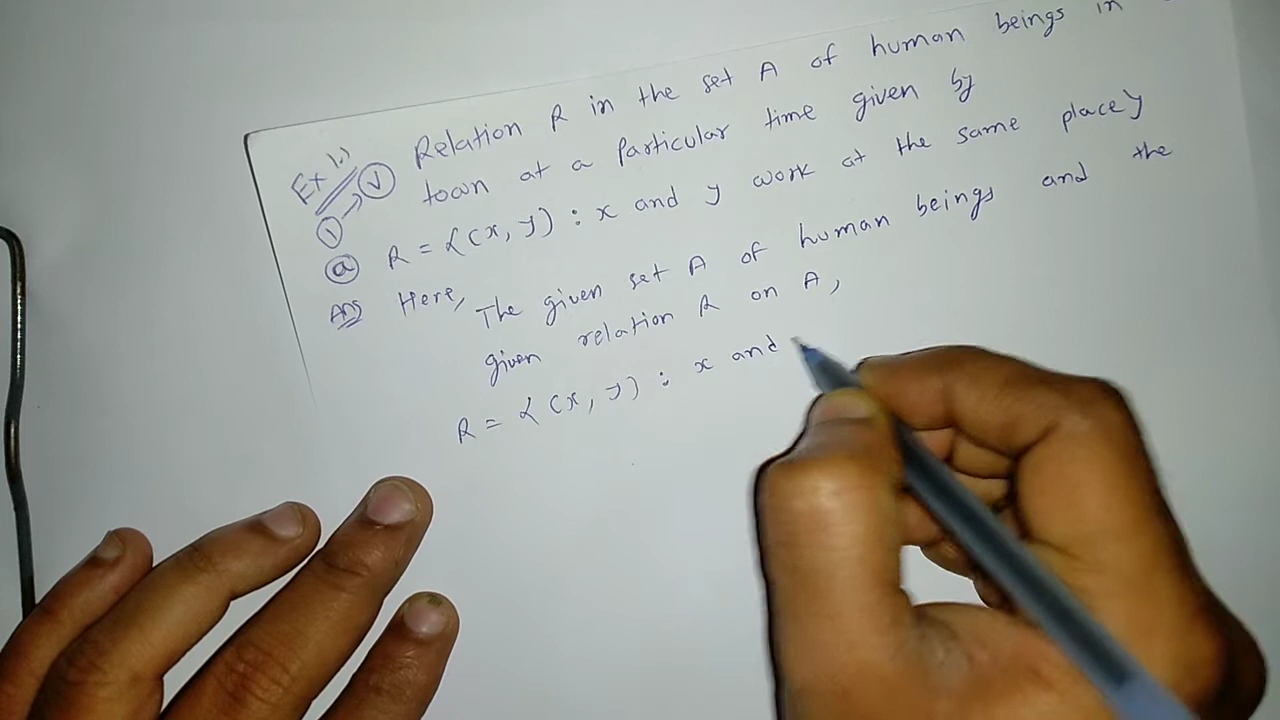 Relation R in the set A of human beings in
Ex 1.1
1 → v town at a particular time given by
a R = {(x, y) : x and y work at the same place}
Ans Here, The given set A of human beings and the
given relation R on A,
R = {(x, y) : x and